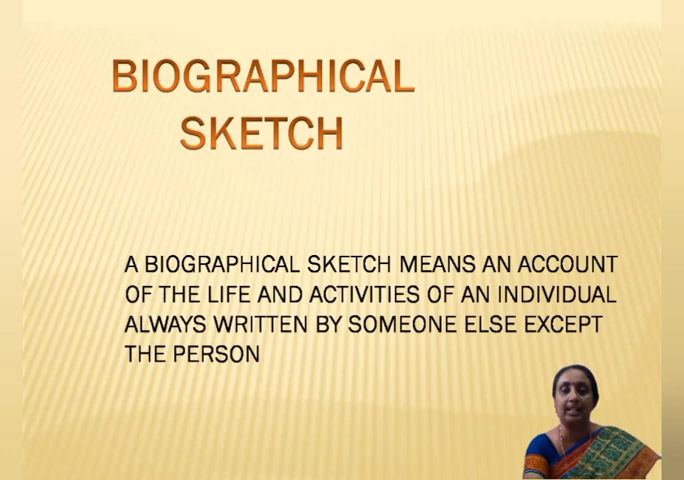 BIOGRAPHICAL
SKETCH
A BIOGRAPHICAL SKETCH MEANS AN ACCOUNT
OF THE LIFE AND ACTIVITIES OF AN INDIVIDUAL
ALWAYS WRITTEN BY SOMEONE ELSE EXCEPT
THE PERSON